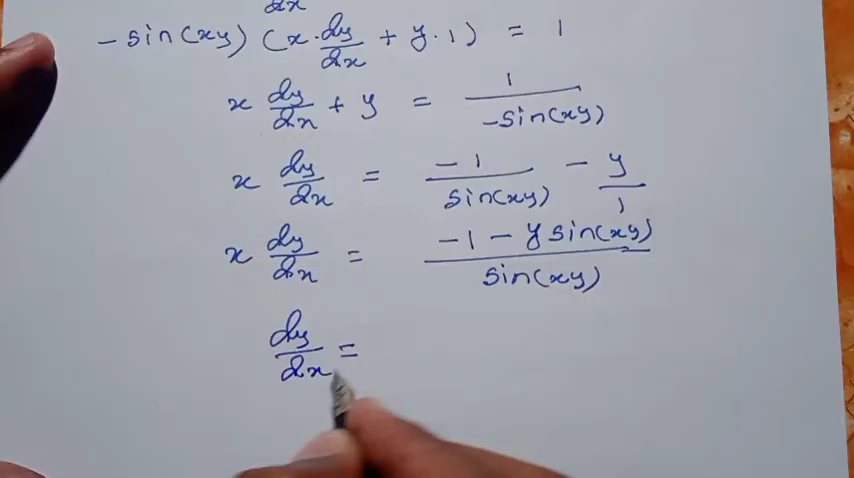 dx
- sin(xy) (x · dy/dx + y · 1) = 1
x dy/dx + y = 1/-sin(xy)
x dy/dx = -1/sin(xy) - y/1
x dy/dx = -1 - y sin(xy)/sin(xy)
dy/dx =